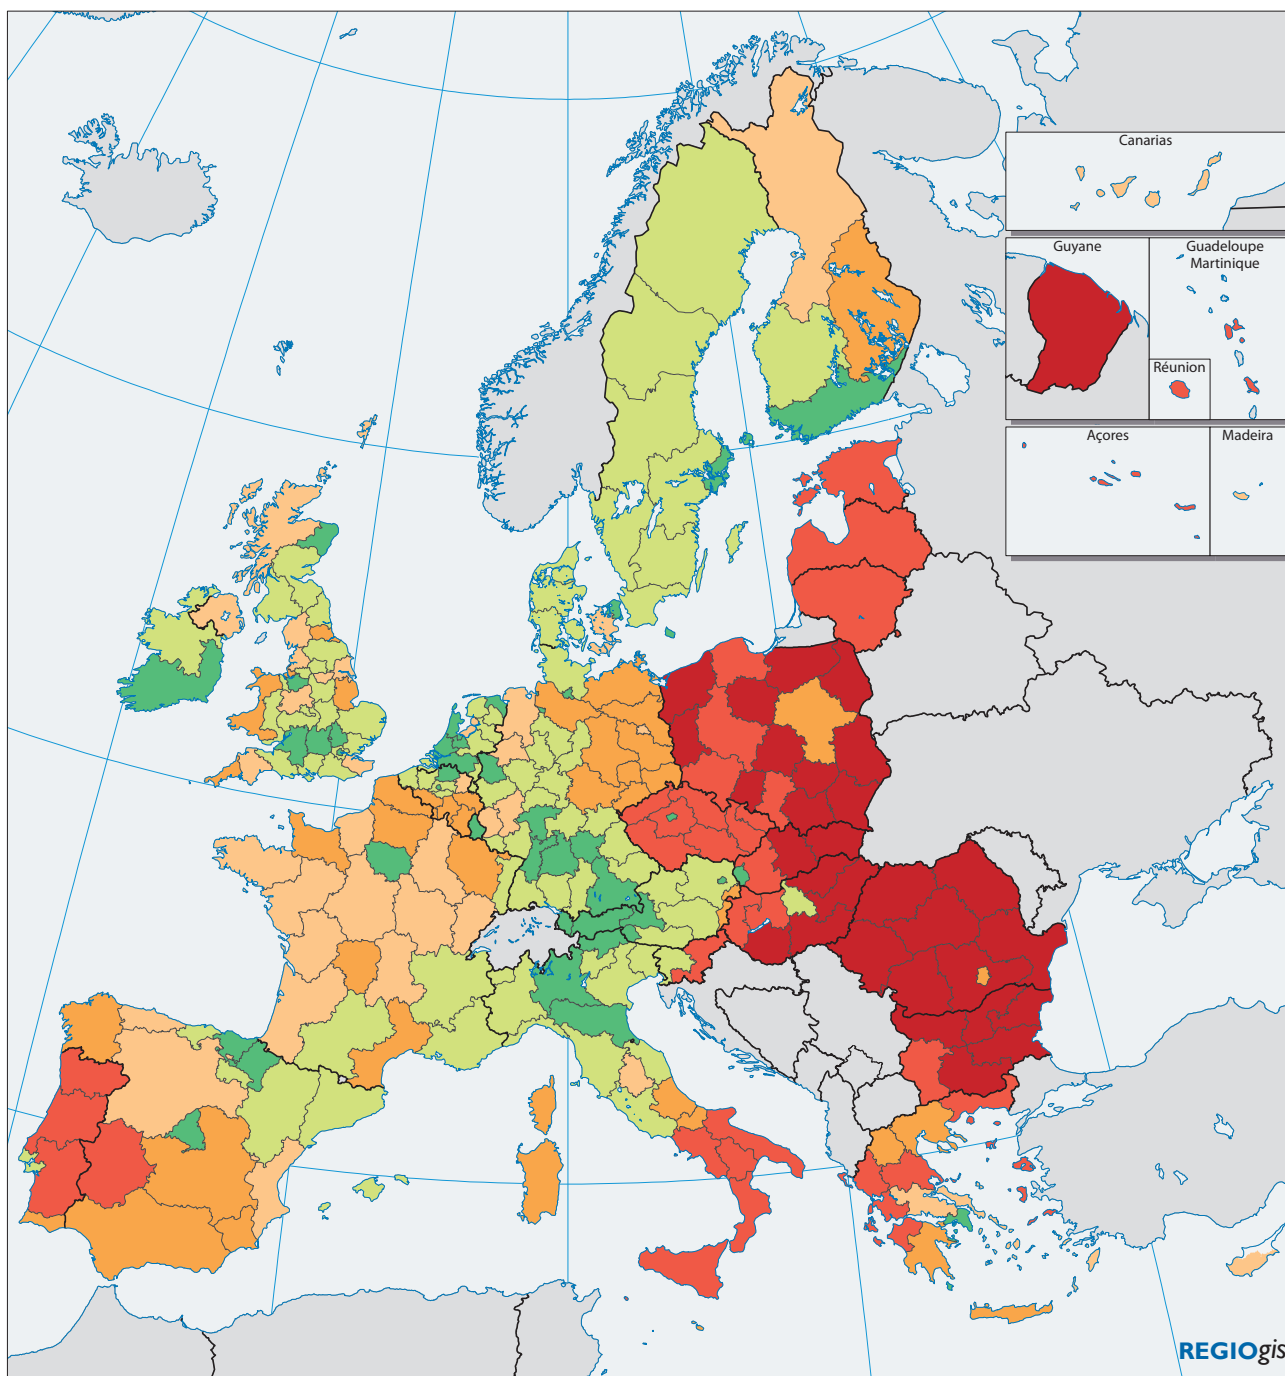 Canarias
Guyane
Guadeloupe
Martinique
Réunion
Açores
Madeira
REGIOgis